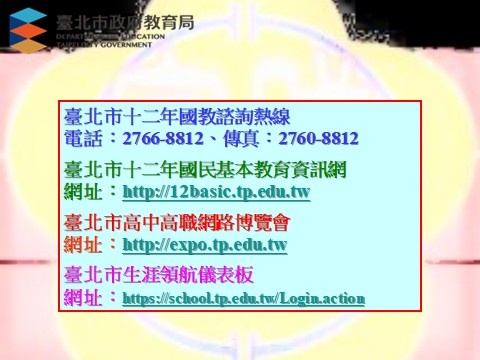 臺北市政府教育局
DEPARTMENT OF EDUCATION
TAIPEI CITY GOVERNMENT
臺北市十二年國教諮詢熱線
電話：2766-8812、傳真：2760-8812
臺北市十二年國民基本教育資訊網
網址：http://12basic.tp.edu.tw
臺北市高中高職網路博覽會
網址：http://expo.tp.edu.tw
臺北市生涯領航儀表板
網址：https://school.tp.edu.tw/Login.action